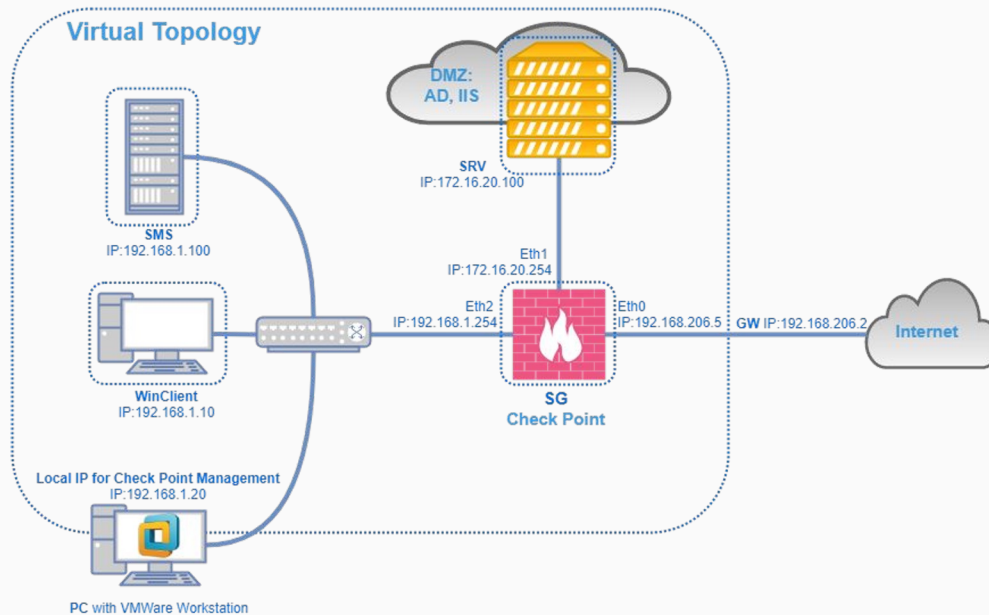 Virtual Topology
DMZ:
AD, IIS
SRV
IP:172.16.20.100
SMS
IP:192.168.1.100
Eth1
IP:172.16.20.254
Eth2
IP:192.168.1.254
Eth0
IP:192.168.206.5
GW IP:192.168.206.2
Internet
WinClient
IP:192.168.1.10
SG
Check Point
Local IP for Check Point Management
IP:192.168.1.20
PC with VMWare Workstation